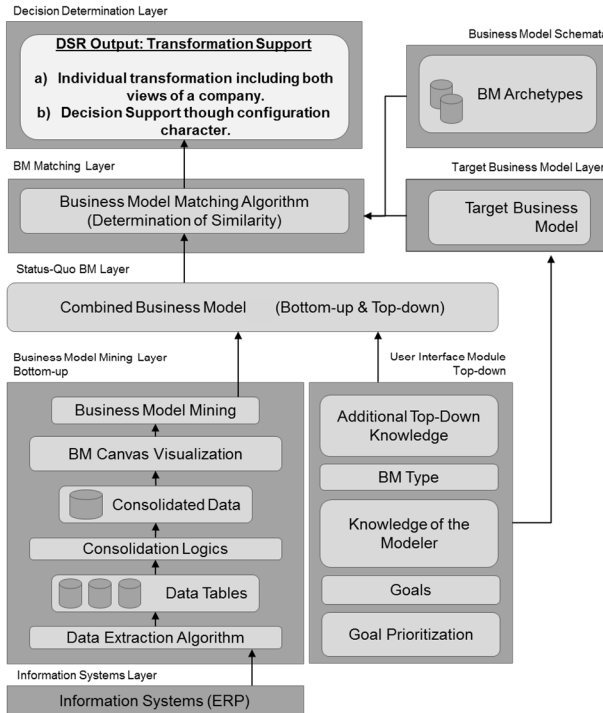 Decision Determination Layer
DSR Output: Transformation Support
a) Individual transformation including both
views of a company.
b) Decision Support though configuration
character.
Business Model Schemata
BM Archetypes
BM Matching Layer
Business Model Matching Algorithm
(Determination of Similarity)
Target Business Model Layer
Target Business
Model
Status-Quo BM Layer
Combined Business Model (Bottom-up & Top-down)
Business Model Mining Layer
Bottom-up
Business Model Mining
BM Canvas Visualization
Consolidated Data
Consolidation Logics
Data Tables
Data Extraction Algorithm
User Interface Module
Top-down
Additional Top-Down
Knowledge
BM Type
Knowledge of the
Modeler
Goals
Goal Prioritization
Information Systems Layer
Information Systems (ERP)